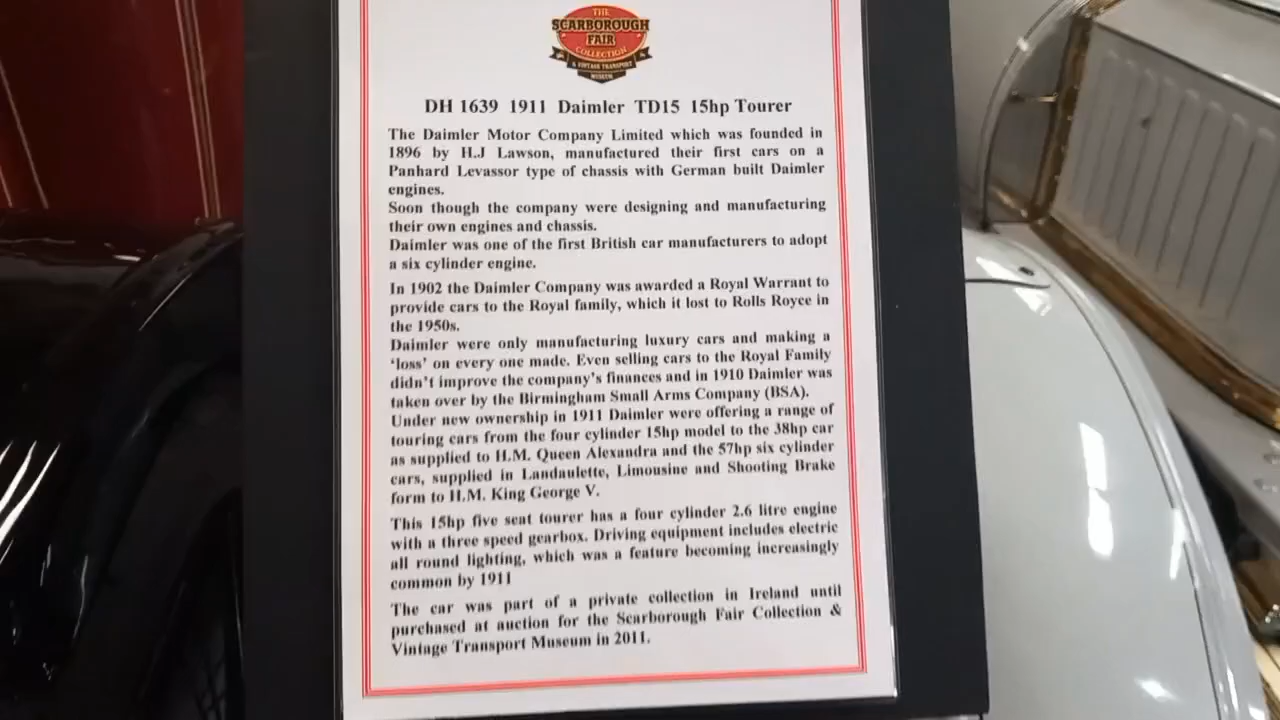 THE
SCARBOROUGH
FAIR
COLLECTION
& VINTAGE TRANSPORT
MUSEUM
DH 1639 1911 Daimler TD15 15hp Tourer
The Daimler Motor Company Limited which was founded in
1896 by H.J Lawson, manufactured their first cars on a
Panhard Levassor type of chassis with German built Daimler
engines.
Soon though the company were designing and manufacturing
their own engines and chassis.
Daimler was one of the first British car manufacturers to adopt
a six cylinder engine.
In 1902 the Daimler Company was awarded a Royal Warrant to
provide cars to the Royal family, which it lost to Rolls Royce in
the 1950s.
Daimler were only manufacturing luxury cars and making a
‘loss’ on every one made. Even selling cars to the Royal Family
didn’t improve the company’s finances and in 1910 Daimler was
taken over by the Birmingham Small Arms Company (BSA).
Under new ownership in 1911 Daimler were offering a range of
touring cars from the four cylinder 15hp model to the 38hp car
as supplied to H.M. Queen Alexandra and the 57hp six cylinder
cars, supplied in Landaulette, Limousine and Shooting Brake
form to H.M. King George V.
This 15hp five seat tourer has a four cylinder 2.6 litre engine
with a three speed gearbox. Driving equipment includes electric
all round lighting, which was a feature becoming increasingly
common by 1911
The car was part of a private collection in Ireland until
purchased at auction for the Scarborough Fair Collection &
Vintage Transport Museum in 2011.